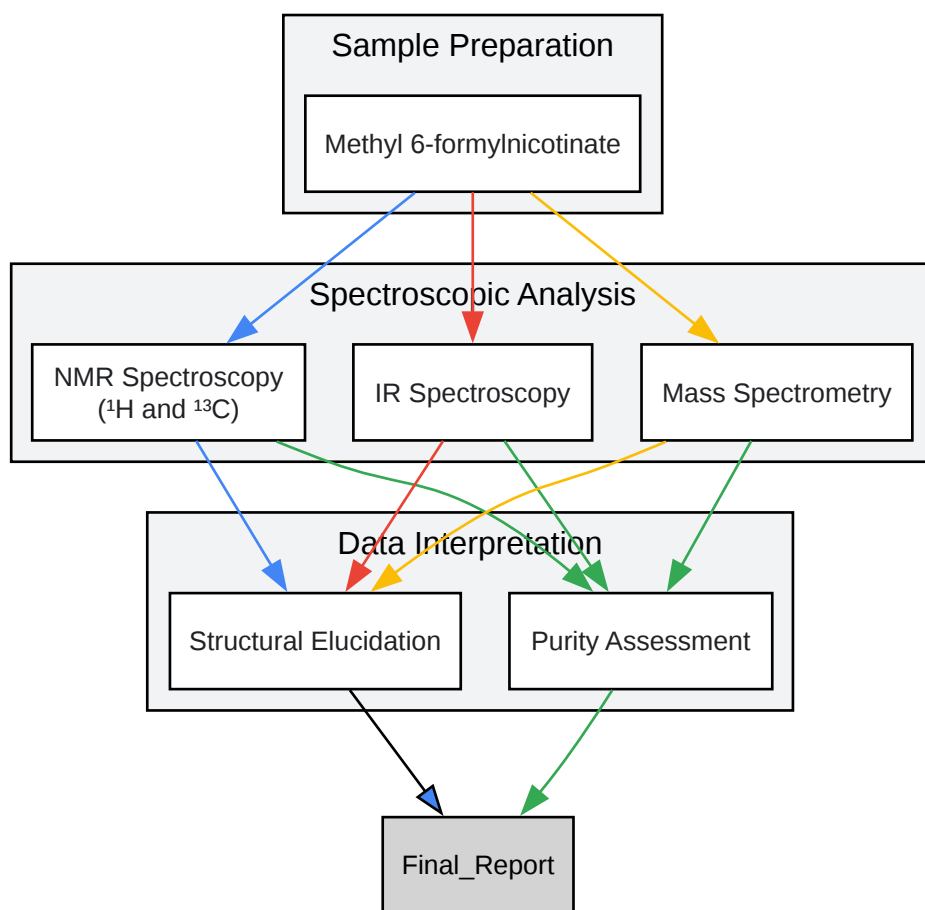 Sample Preparation
Methyl 6-formylnicotinate
Spectroscopic Analysis
NMR Spectroscopy
(¹H and ¹³C)
IR Spectroscopy
Mass Spectrometry
Data Interpretation
Structural Elucidation
Purity Assessment
Final_Report